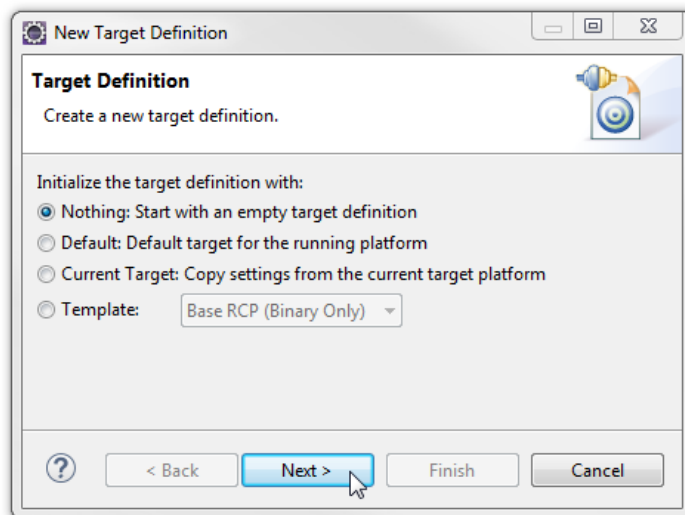 New Target Definition
Target Definition
Create a new target definition.
Initialize the target definition with:
Nothing: Start with an empty target definition
Default: Default target for the running platform
Current Target: Copy settings from the current target platform
Template: Base RCP (Binary Only)
? < Back Next > Finish Cancel